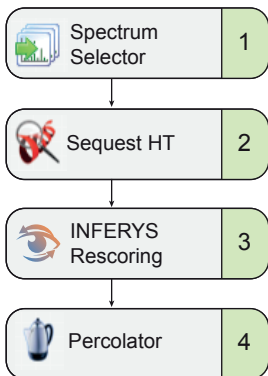 Spectrum
Selector
1
Sequest HT
2
INFERYS
Rescoring
3
Percolator
4